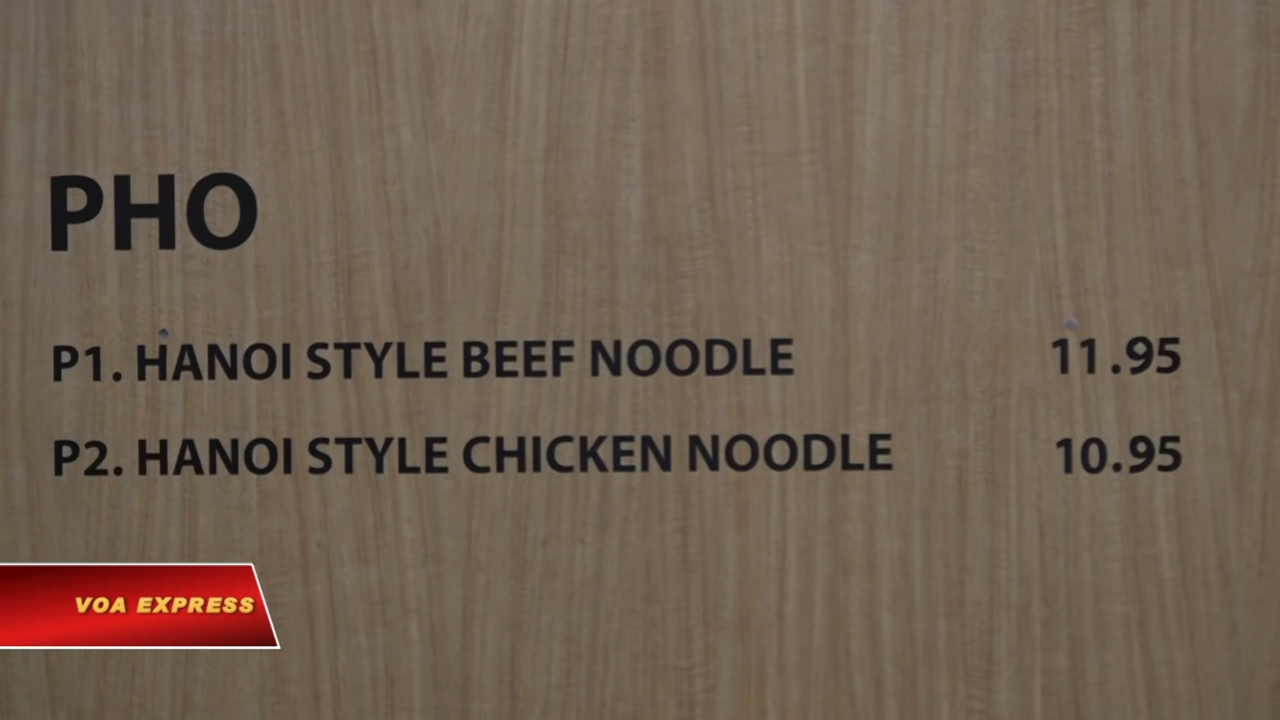 PHO
P1. HANOI STYLE BEEF NOODLE 11.95
P2. HANOI STYLE CHICKEN NOODLE 10.95
VOA EXPRESS